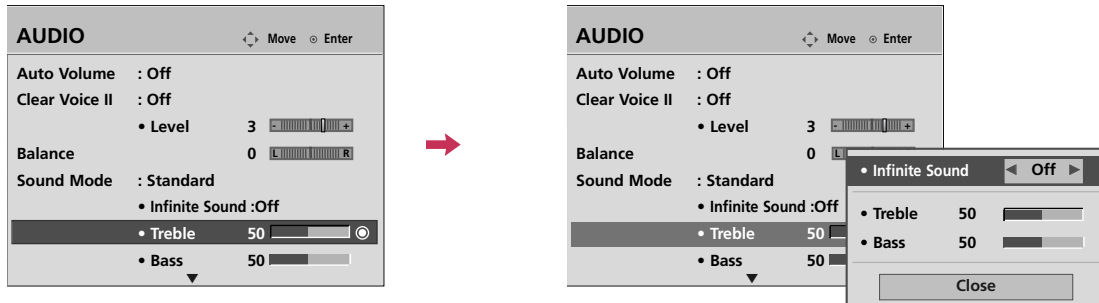 AUDIO Move Enter
Auto Volume : Off
Clear Voice II : Off
• Level 3 - +
Balance 0 L R
Sound Mode : Standard
• Infinite Sound :Off
• Treble 50
• Bass 50
AUDIO Move Enter
Auto Volume : Off
Clear Voice II : Off
• Level 3 - +
Balance 0 L
Sound Mode : Standard
• Infinite Sound :Off
• Treble 50
• Bass 50
• Infinite Sound Off
• Treble 50
• Bass 50
Close